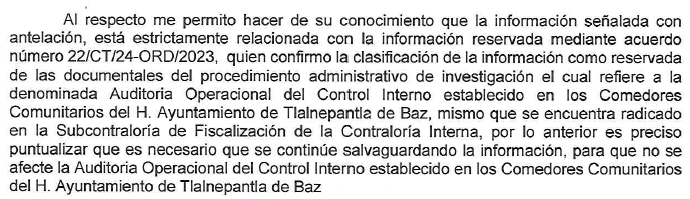 Al respecto me permito hacer de su conocimiento que la información señalada con
antelación, está estrictamente relacionada con la información reservada mediante acuerdo
número 22/CT/24-ORD/2023, quien confirmo la clasificación de la información como reservada
de las documentales del procedimiento administrativo de investigación el cual refiere a la
denominada Auditoria Operacional del Control Interno establecido en los Comedores
Comunitarios del H. Ayuntamiento de Tlalnepantla de Baz, mismo que se encuentra radicado
en la Subcontraloría de Fiscalización de la Contraloría Interna, por lo anterior es preciso
puntualizar que es necesario que se continúe salvaguardando la información, para que no se
afecte la Auditoria Operacional del Control Interno establecido en los Comedores Comunitarios
del H. Ayuntamiento de Tlalnepantla de Baz